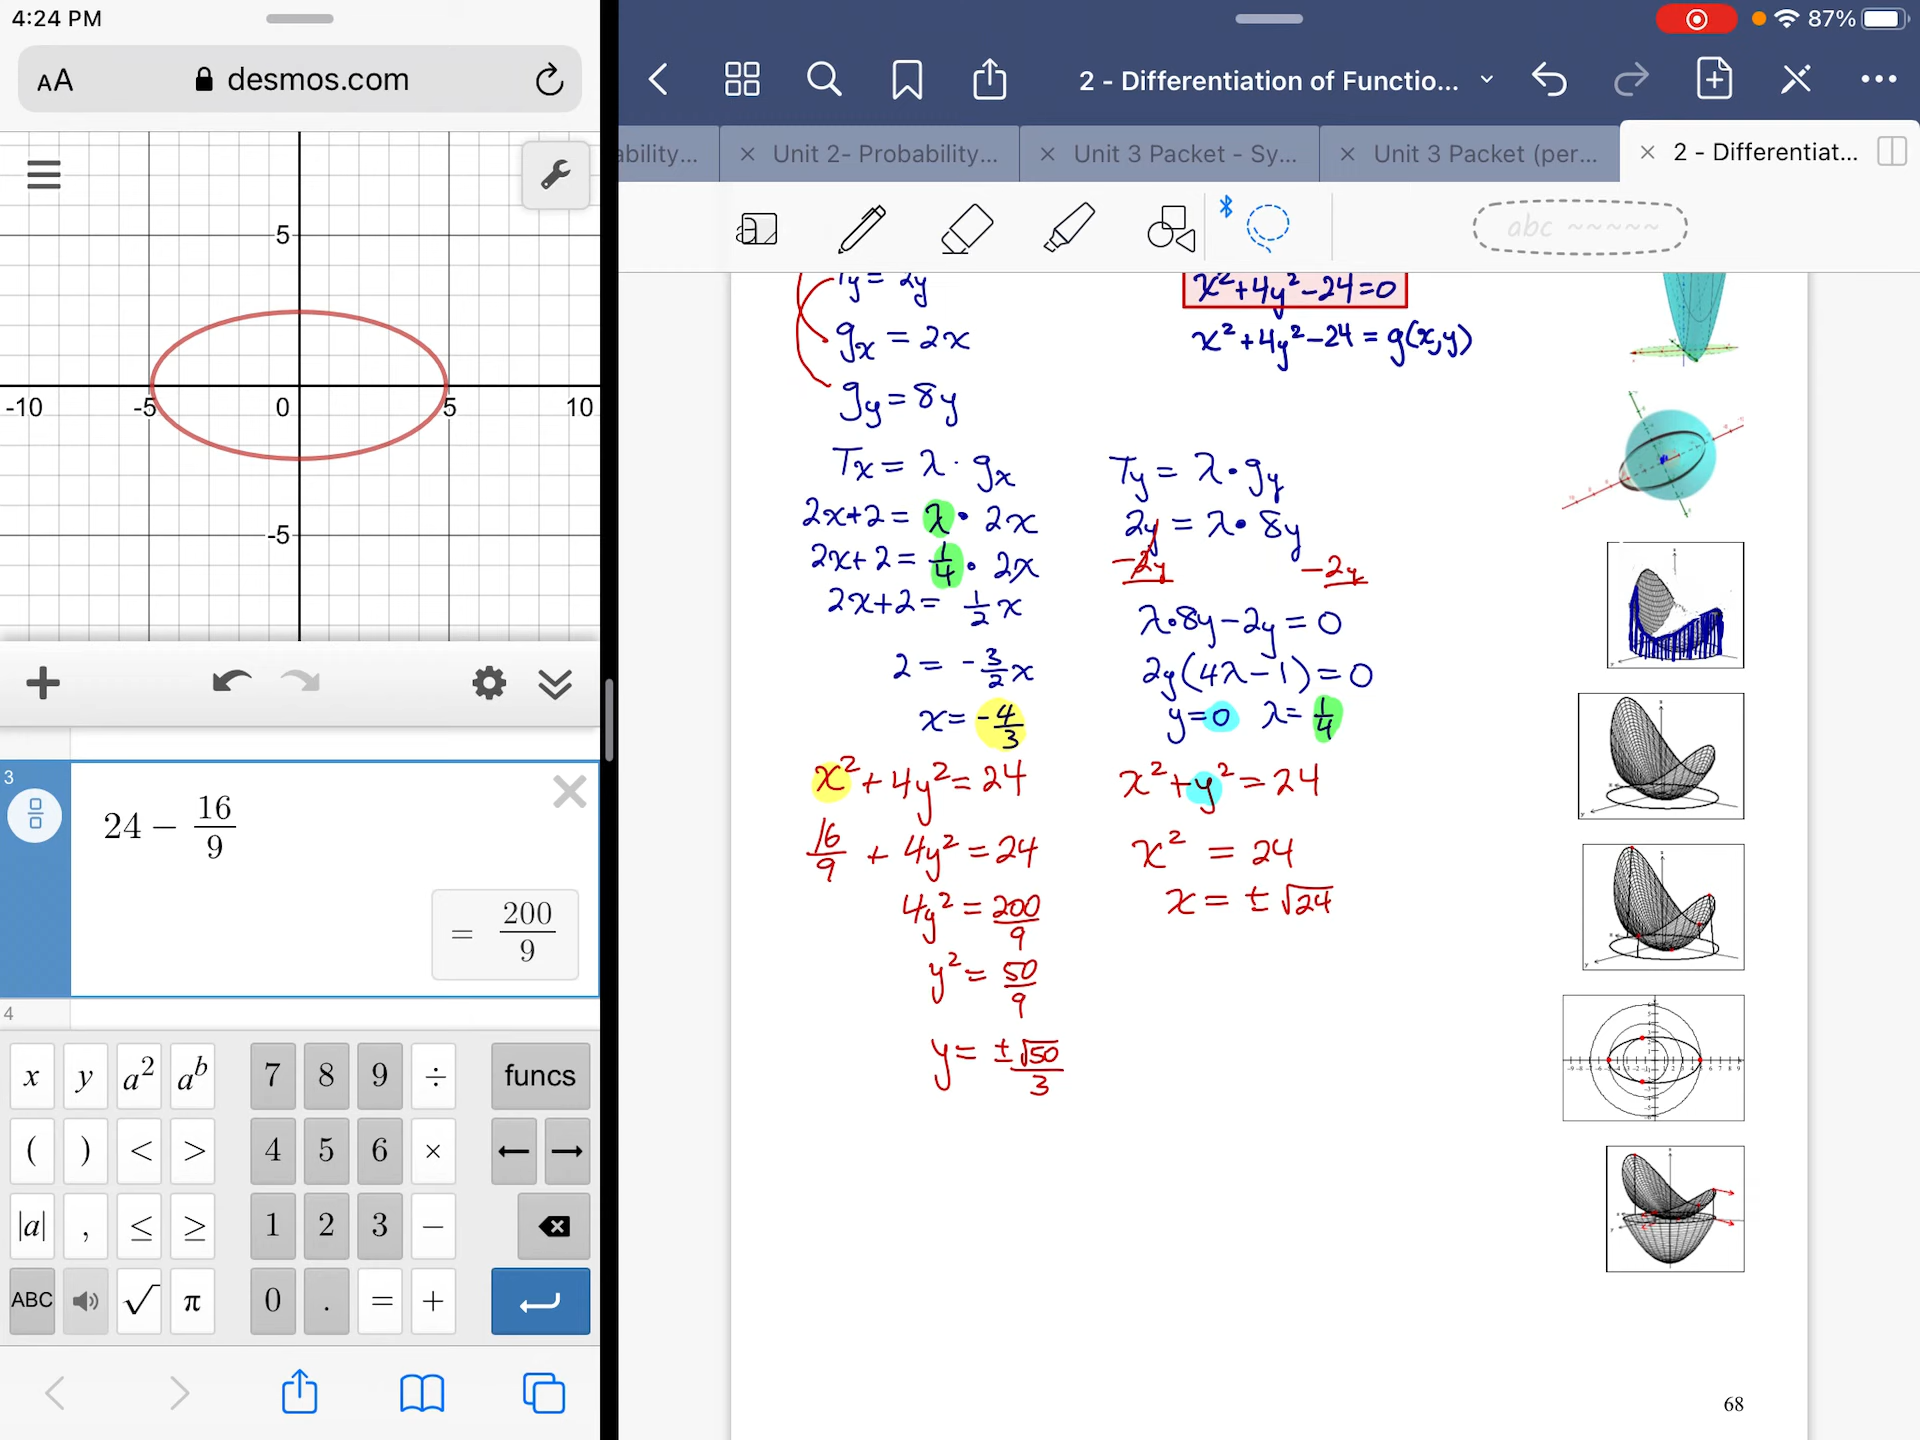 4:24 PM
87%
AA desmos.com
2 - Differentiation of Functio...
ability...
Unit 2- Probability...
Unit 3 Packet - Sy...
Unit 3 Packet (per...
2 - Differentiat...
abc
5
-10 -5 0 5 10
-5
3
24 − 16/9
= 200/9
4
x y a² aᵇ 7 8 9 ÷ funcs
( ) < > 4 5 6 × ← →
|a| , ≤ ≥ 1 2 3 −
ABC √ π 0 . = +
Ty = 2y
gx = 2x
gy = 8y
Tx = λ · gx
2x+2 = λ · 2x
2x+2 = 1/4 · 2x
2x+2 = 1/2 x
2 = -3/2 x
x = -4/3
x²+4y² = 24
16/9 + 4y² = 24
4y² = 200/9
y² = 50/9
y = ±√50/3
x²+4y²-24=0
x²+4y²-24 = g(x,y)
Ty = λ·gy
2y = λ·8y
-2y -2y
λ·8y-2y = 0
2y(4λ-1) = 0
y=0 λ=1/4
x²+y² = 24
x² = 24
x = ±√24
68